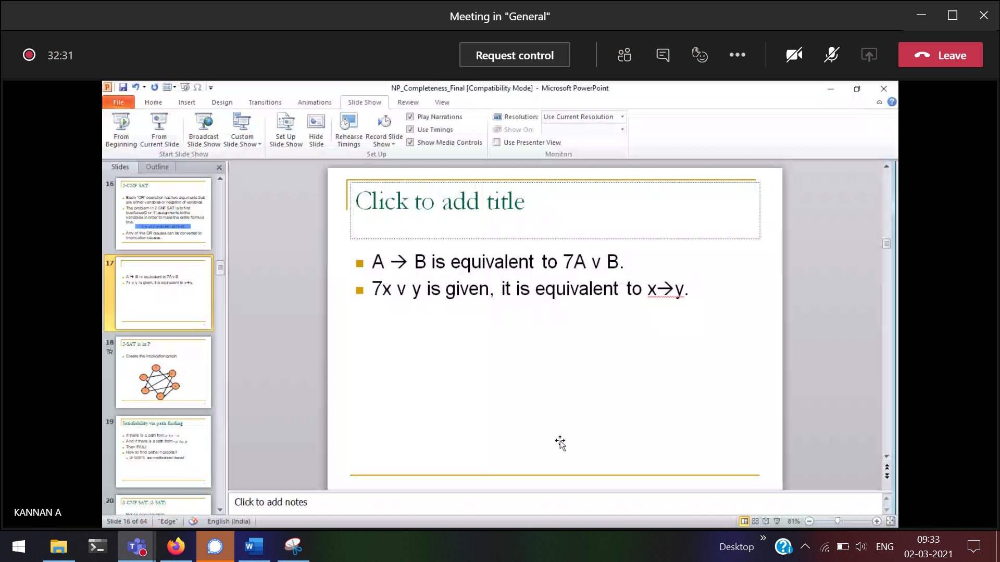 Meeting in "General"
32:31
Request control
Leave
NP_Completeness_Final [Compatibility Mode] - Microsoft PowerPoint
File Home Insert Design Transitions Animations Slide Show Review View
From Beginning
From Current Slide
Broadcast Slide Show
Custom Slide Show
Start Slide Show
Set Up Slide Show
Hide Slide
Rehearse Timings
Record Slide Show
Play Narrations
Use Timings
Show Media Controls
Set Up
Resolution: Use Current Resolution
Show On:
Use Presenter View
Monitors
Slides Outline
16
Each "OR" operation has two arguments that
are either variables or negation of variables.
The problem in 2 CNF SAT is to find
true/false(0 or 1) assignments to the
variables in order to make the entire formula
true.
Any of the OR clauses can be converted to
implication clauses.
17
A → B is equivalent to 7A v B.
7x v y is given, it is equivalent to x→y.
18
2-SAT is in P
Create the implication graph
19
Satisfiability via path finding
If there is a path from
And if there is a path from
Then FAIL!
How to find paths in graphs?
20
3 CNF SAT (3 SAT)
Click to add title
A → B is equivalent to 7A v B.
7x v y is given, it is equivalent to x→y.
Click to add notes
KANNAN A
Slide 16 of 64 "Edge" English (India) 81%
Desktop ENG
09:33
02-03-2021